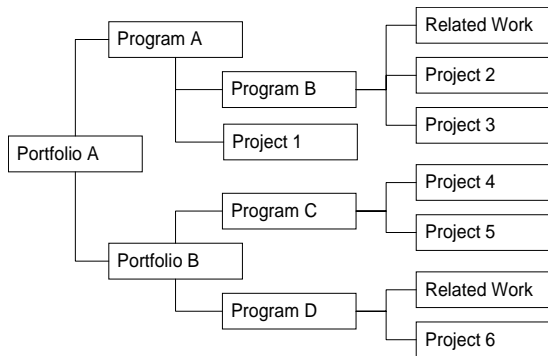 Related Work
Program A
Project 2
Program B
Project 3
Project 1
Portfolio A
Project 4
Program C
Project 5
Portfolio B
Related Work
Program D
Project 6